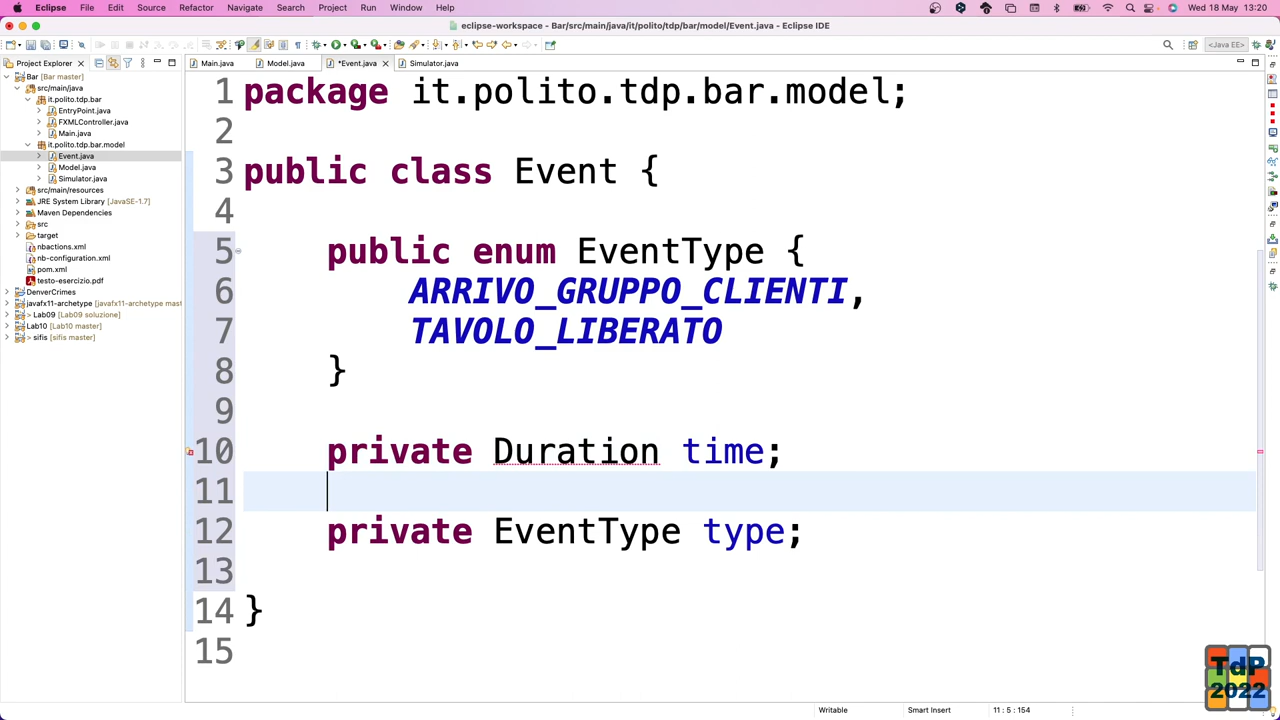 Eclipse File Edit Source Refactor Navigate Search Project Run Window Help Wed 18 May 13:20
eclipse-workspace - Bar/src/main/java/it/polito/tdp/bar/model/Event.java - Eclipse IDE
<Java EE>
Project Explorer
Main.java Model.java *Event.java Simulator.java
Bar [Bar master]
src/main/java
it.polito.tdp.bar
EntryPoint.java
FXMLController.java
Main.java
it.polito.tdp.bar.model
Event.java
Model.java
Simulator.java
src/main/resources
JRE System Library [JavaSE-1.7]
Maven Dependencies
src
target
nbactions.xml
nb-configuration.xml
pom.xml
testo-esercizio.pdf
DenverCrimes
javafx11-archetype [javafx11-archetype mast
> Lab09 [Lab09 soluzione]
Lab10 [Lab10 master]
> sifis [sifis master]
1 package it.polito.tdp.bar.model;
2
3 public class Event {
4
5 public enum EventType {
6 ARRIVO_GRUPPO_CLIENTI,
7 TAVOLO_LIBERATO
8 }
9
10 private Duration time;
11
12 private EventType type;
13
14 }
15
Writable Smart Insert 11 : 5 : 154
TdP
2022